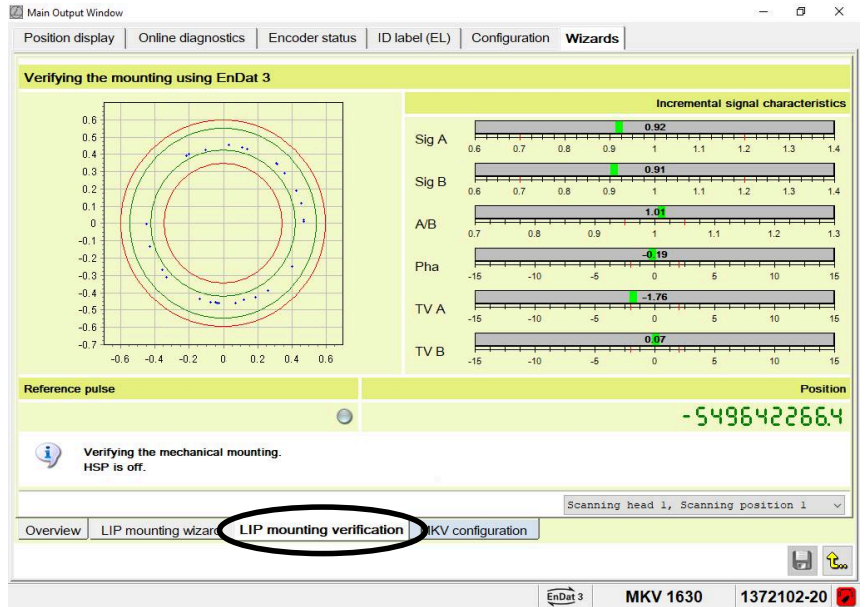 Main Output Window
Position display Online diagnostics Encoder status ID label (EL) Configuration Wizards
Verifying the mounting using EnDat 3
0.6
0.5
0.4
0.3
0.2
0.1
0
-0.1
-0.2
-0.3
-0.4
-0.5
-0.6
-0.7
-0.6 -0.4 -0.2 0 0.2 0.4 0.6
Incremental signal characteristics
Sig A 0.92
0.6 0.7 0.8 0.9 1 1.1 1.2 1.3 1.4
Sig B 0.91
0.6 0.7 0.8 0.9 1 1.1 1.2 1.3 1.4
A/B 1.01
0.7 0.8 0.9 1 1.1 1.2 1.3
Pha -0.19
-15 -10 -5 0 5 10 15
TV A -1.76
-15 -10 -5 0 5 10 15
TV B 0.07
-15 -10 -5 0 5 10 15
Reference pulse Position
-549642266.4
Verifying the mechanical mounting.
HSP is off.
Scanning head 1, Scanning position 1
Overview LIP mounting wizard LIP mounting verification MKV configuration
EnDat 3 MKV 1630 1372102-20